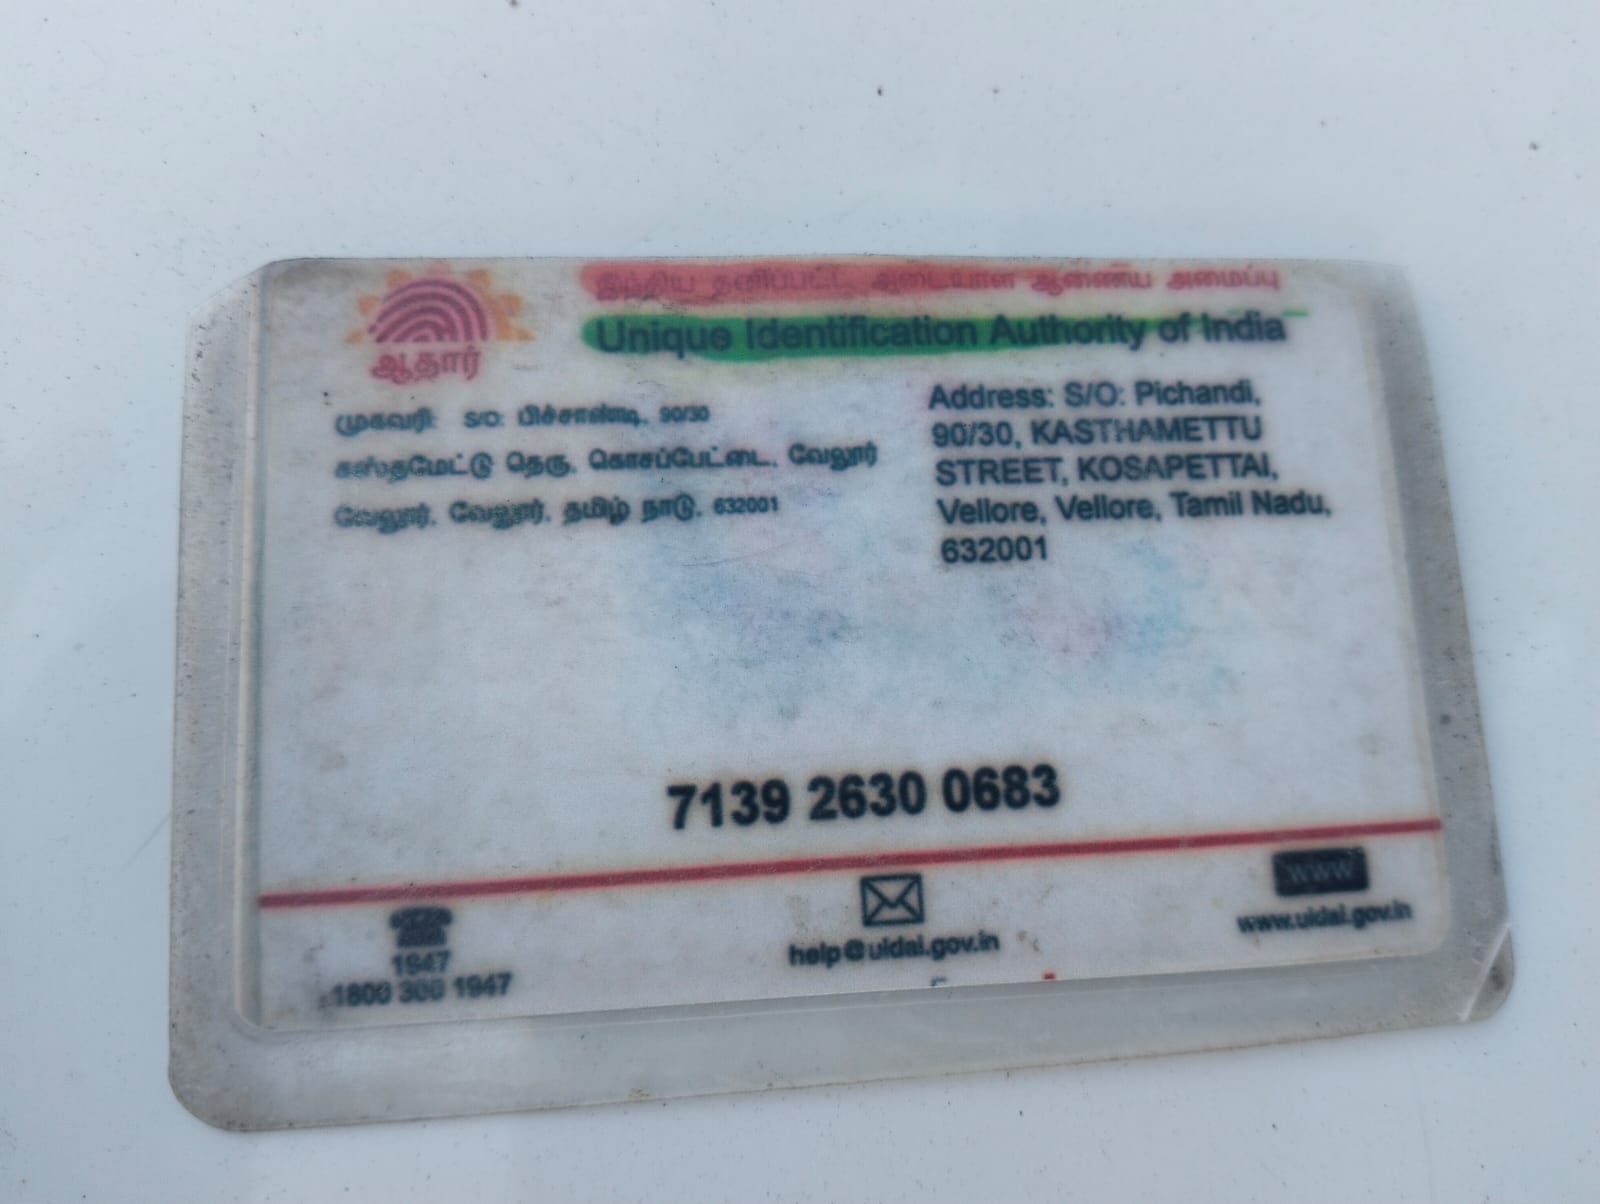 இந்திய தனிப்பட்ட அடையாள ஆணைய அமைப்பு
Unique Identification Authority of India
ஆதார்
முகவரி: S/O: பிச்சாண்டி, 90/30
கஸ்தமேட்டு தெரு, கொசப்பேட்டை, வேலூர்
வேலூர், வேலூர், தமிழ் நாடு, 632001
Address: S/O: Pichandi,
90/30, KASTHAMETTU
STREET, KOSAPETTAI,
Vellore, Vellore, Tamil Nadu,
632001
7139 2630 0683
1947
1800 300 1947
help@uidai.gov.in
www
www.uidai.gov.in